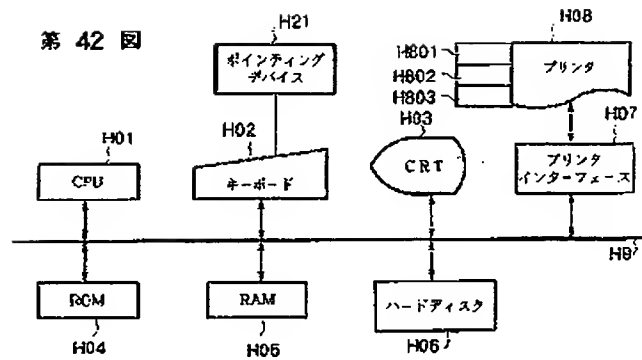 第 42 図
H21
ポインティング
デバイス
H08
H801
H802
H803
プリンタ
H01
CPU
H02
キーボード
H03
CRT
H07
プリンタ
インターフェース
H9
ROM
H04
RAM
H05
ハードディスク
H06